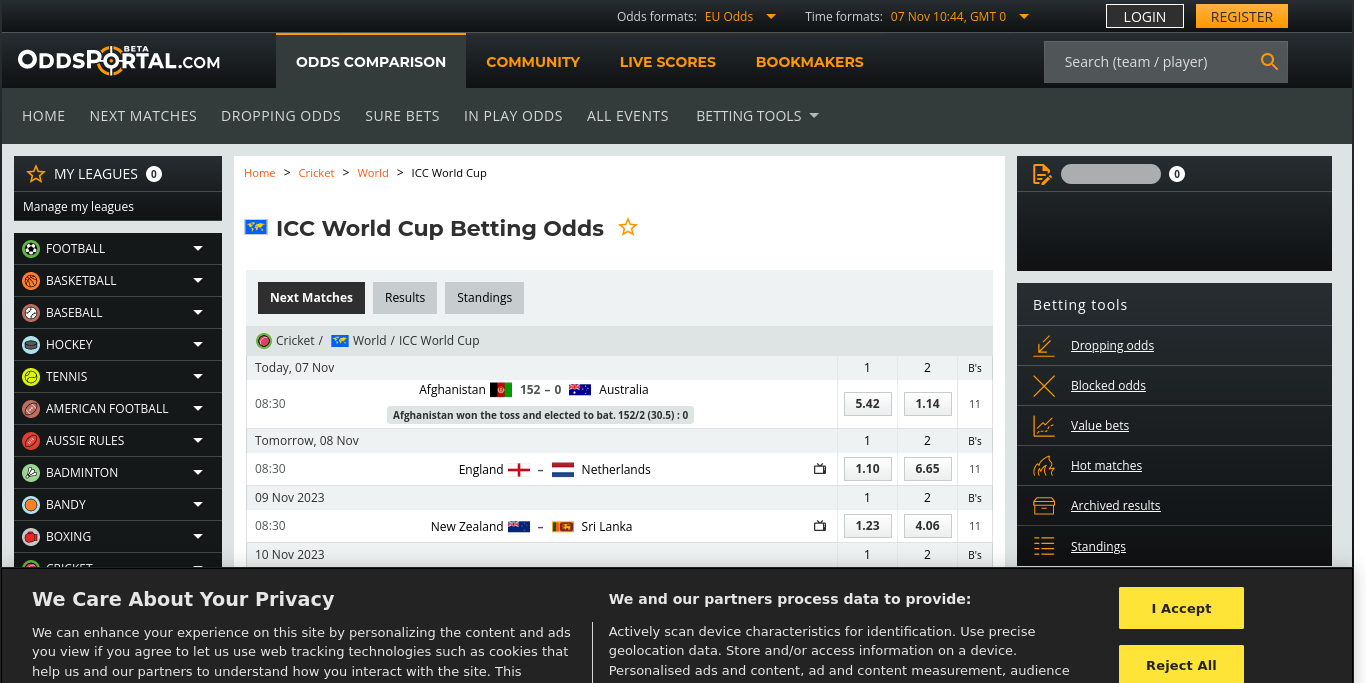 Odds formats: EU Odds Time formats: 07 Nov 10:44, GMT 0 LOGIN REGISTER
ODDSPORTAL.COM BETA ODDS COMPARISON COMMUNITY LIVE SCORES BOOKMAKERS Search (team / player)
HOME NEXT MATCHES DROPPING ODDS SURE BETS IN PLAY ODDS ALL EVENTS BETTING TOOLS
MY LEAGUES 0
Manage my leagues
FOOTBALL
BASKETBALL
BASEBALL
HOCKEY
TENNIS
AMERICAN FOOTBALL
AUSSIE RULES
BADMINTON
BANDY
BOXING
CRICKET
Home > Cricket > World > ICC World Cup
ICC World Cup Betting Odds
Next Matches Results Standings
Cricket / World / ICC World Cup
Today, 07 Nov 1 2 B's
Afghanistan 152 – 0 Australia
08:30 5.42 1.14 11
Afghanistan won the toss and elected to bat. 152/2 (30.5) : 0
Tomorrow, 08 Nov 1 2 B's
08:30 England – Netherlands 1.10 6.65 11
09 Nov 2023 1 2 B's
08:30 New Zealand – Sri Lanka 1.23 4.06 11
10 Nov 2023 1 2 B's
0
Betting tools
Dropping odds
Blocked odds
Value bets
Hot matches
Archived results
Standings
We Care About Your Privacy
We can enhance your experience on this site by personalizing the content and ads
you view if you agree to let us use web tracking technologies such as cookies that
help us and our partners to understand how you interact with the site. This
We and our partners process data to provide:
Actively scan device characteristics for identification. Use precise
geolocation data. Store and/or access information on a device.
Personalised ads and content, ad and content measurement, audience
I Accept
Reject All